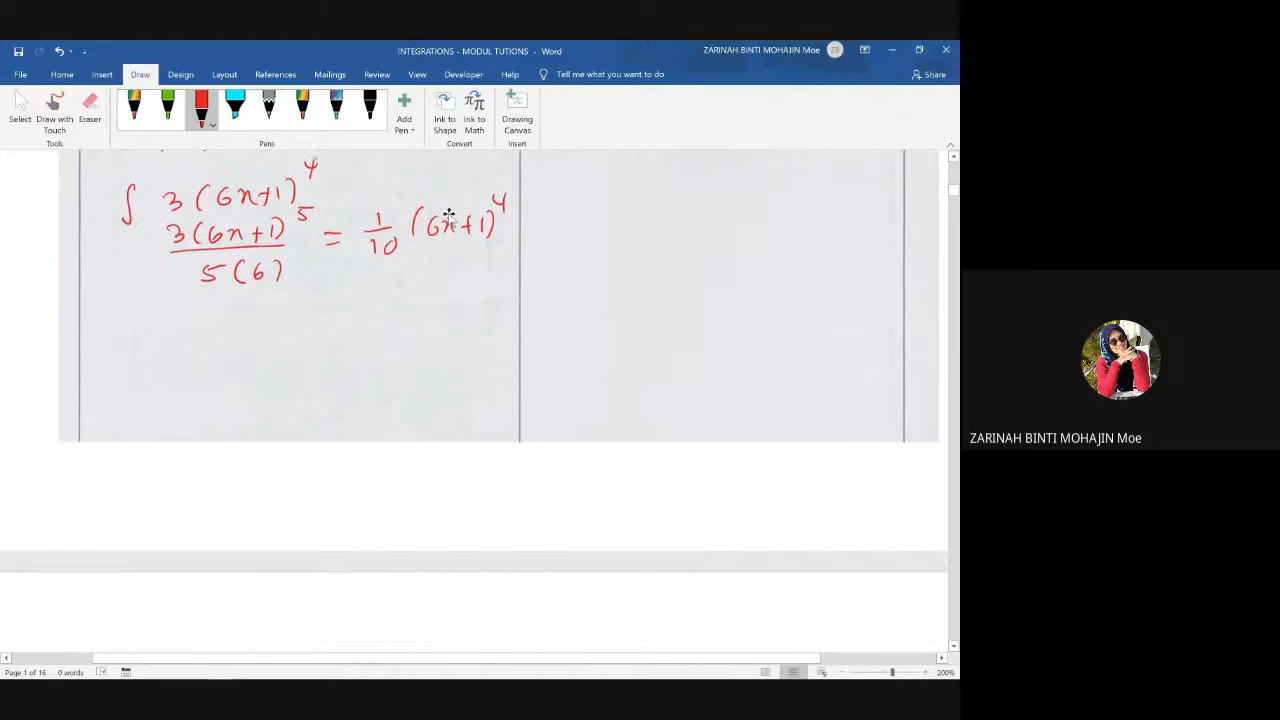 INTEGRATIONS - MODUL TUTIONS - Word
ZARINAH BINTI MOHAJIN Moe ZB
File Home Insert Draw Design Layout References Mailings Review View Developer Help Tell me what you want to do Share
Select Draw with Touch Eraser Add Pen Ink to Shape Ink to Math Drawing Canvas
Tools Pens Convert Insert
∫ 3(6x+1)^4
3(6x+1)^5 / 5(6) = 1/10 (6x+1)^4
ZARINAH BINTI MOHAJIN Moe
Page 1 of 16 0 words 200%